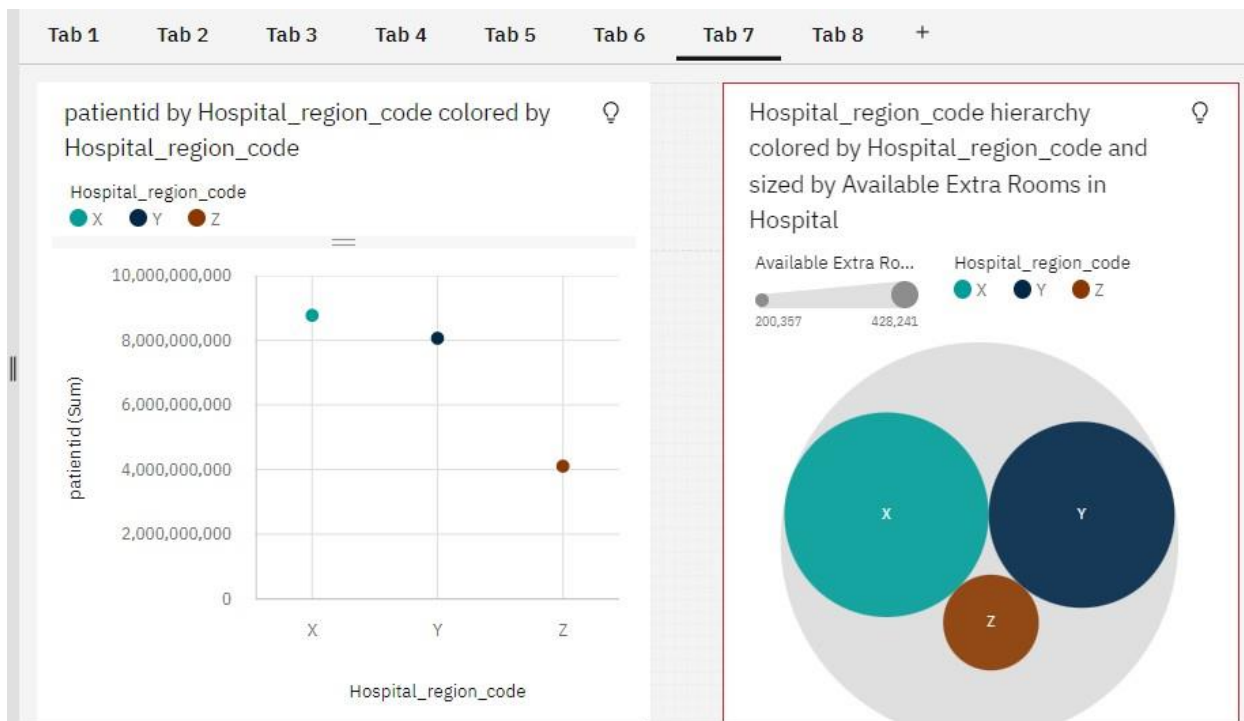 Tab 1 Tab 2 Tab 3 Tab 4 Tab 5 Tab 6 Tab 7 Tab 8 +
patientid by Hospital_region_code colored by
Hospital_region_code
Hospital_region_code
X Y Z
10,000,000,000
8,000,000,000
6,000,000,000
4,000,000,000
2,000,000,000
0
patientid (Sum)
X Y Z
Hospital_region_code
Hospital_region_code hierarchy
colored by Hospital_region_code and
sized by Available Extra Rooms in
Hospital
Available Extra Ro...
200,357 428,241
Hospital_region_code
X Y Z
X
Y
Z